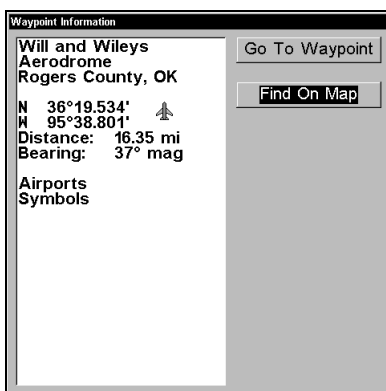 Waypoint Information
Will and Wileys
Aerodrome
Rogers County, OK
N 36°19.534'
W 95°38.801'
Distance: 16.35 mi
Bearing: 37° mag
Airports
Symbols
Go To Waypoint
Find On Map